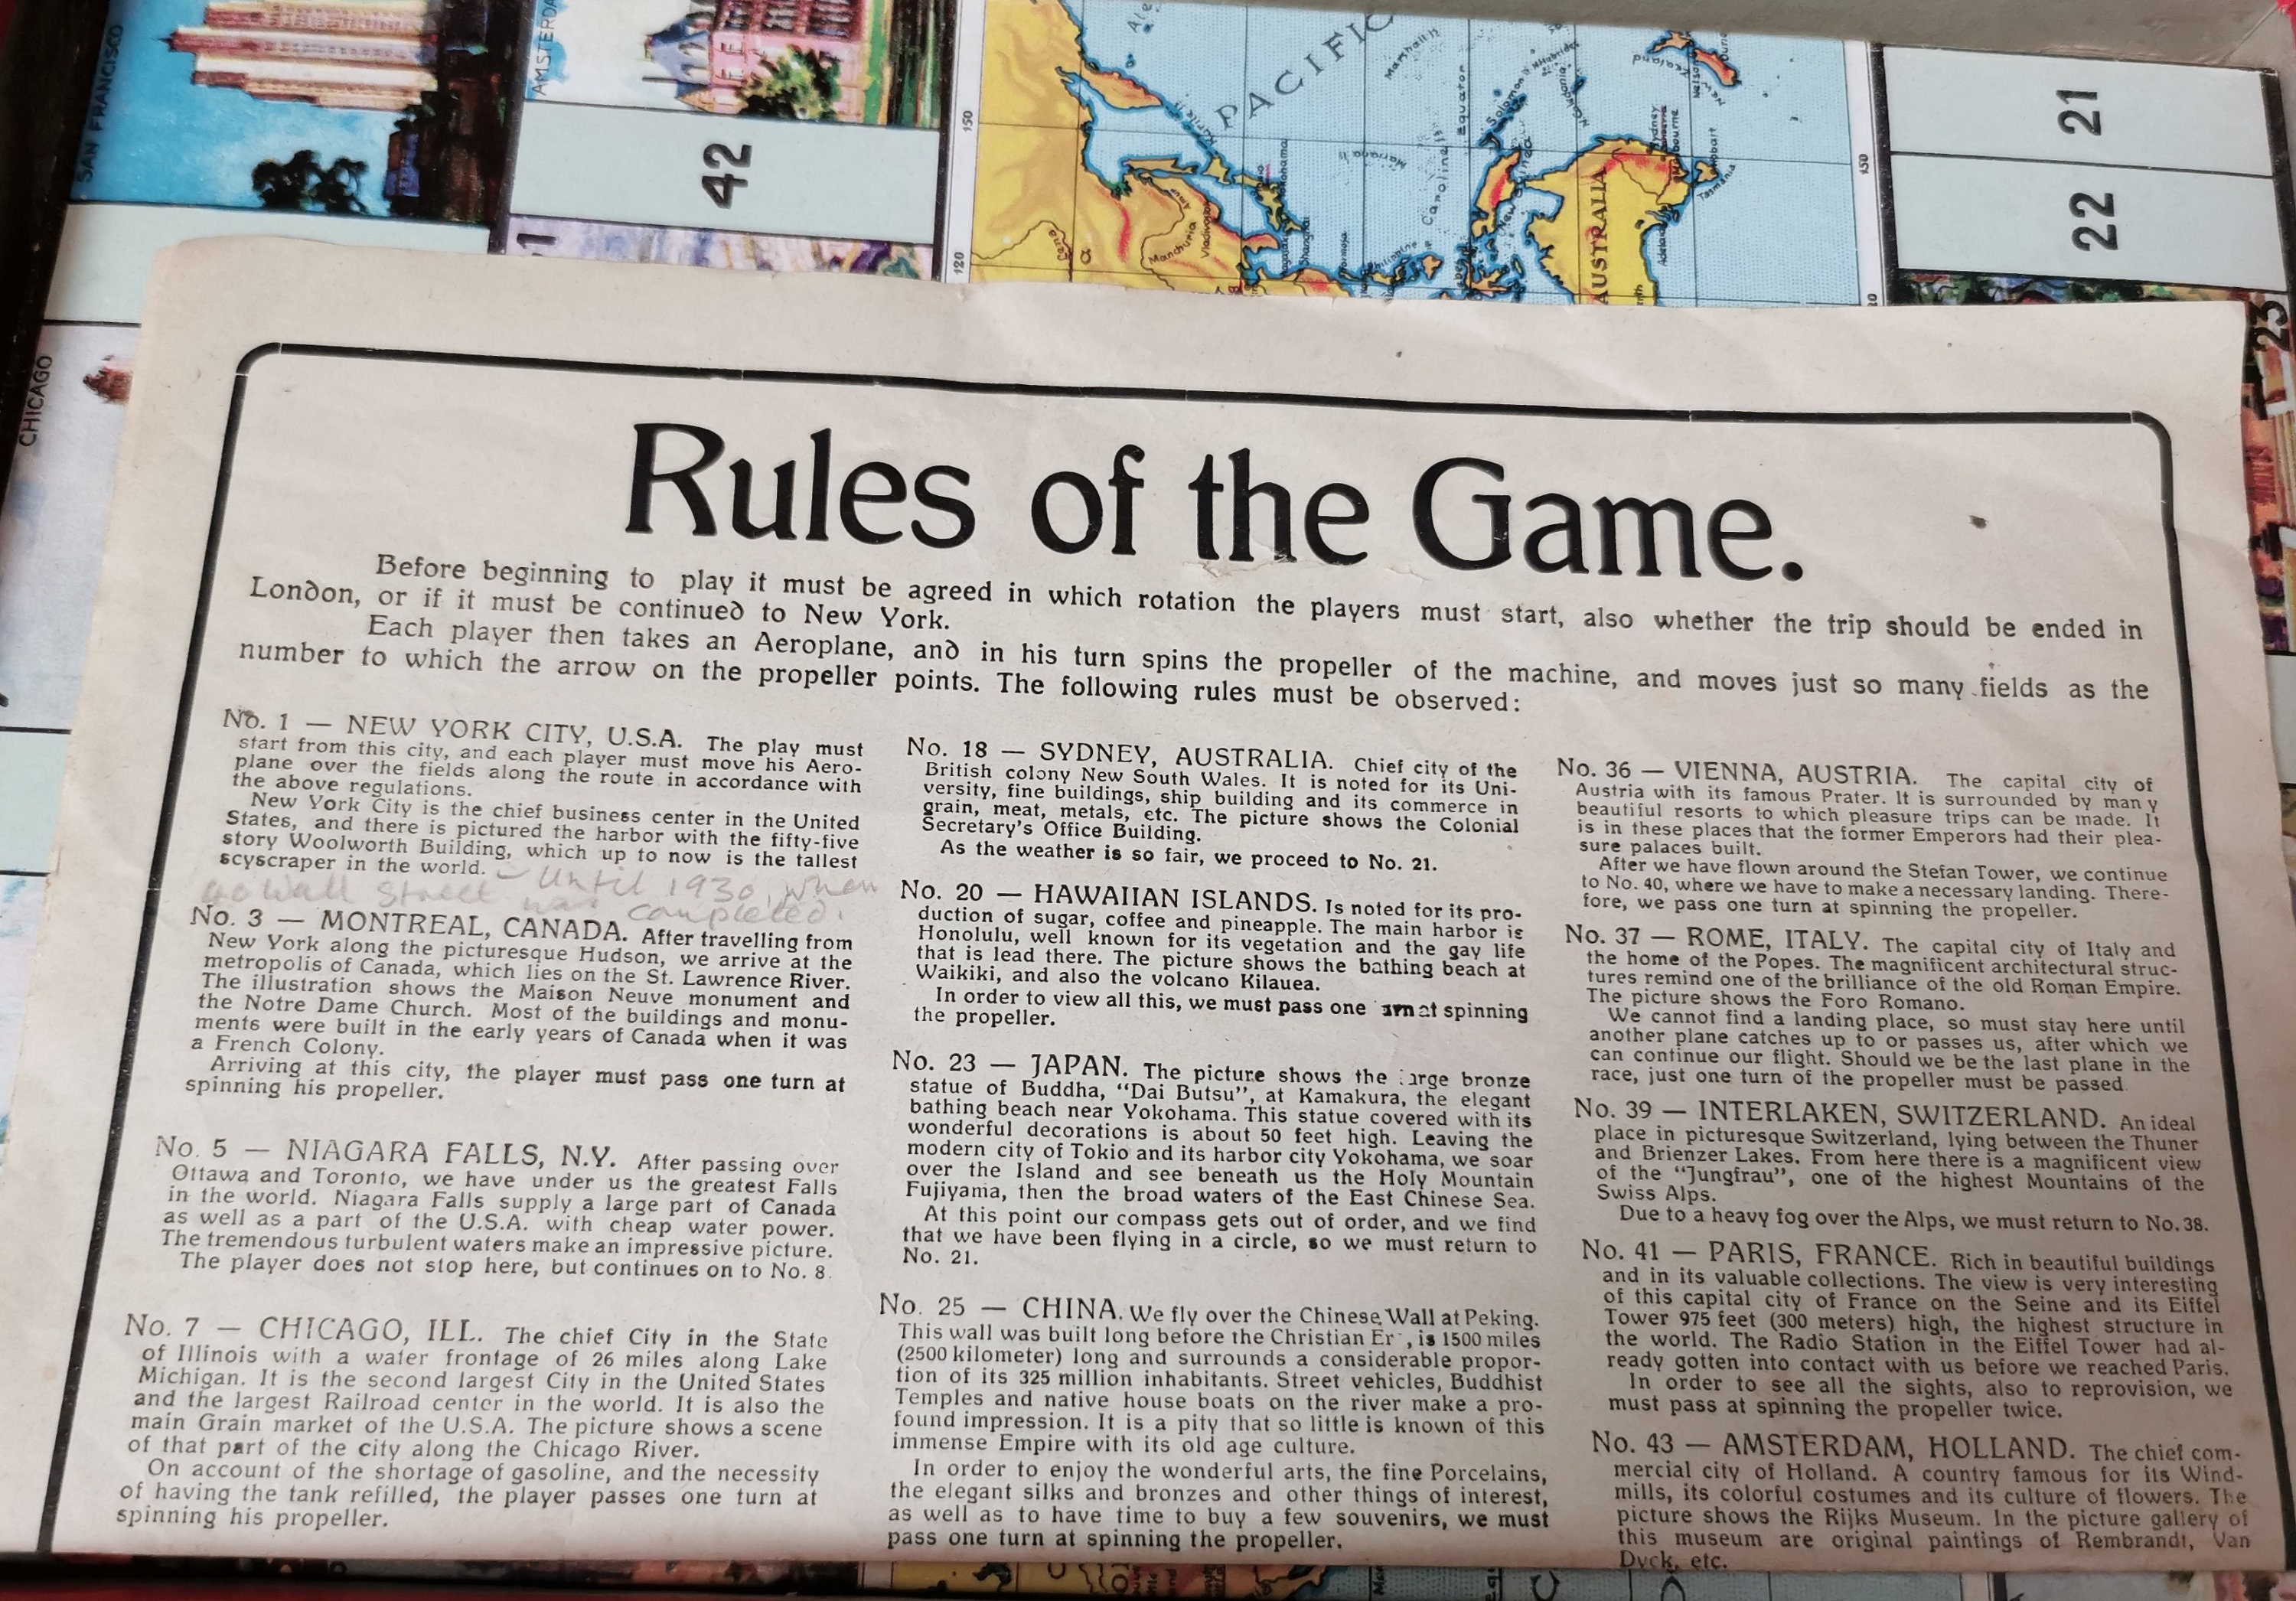 SAN FRANCISCO
AMSTERDA
42
CHICAGO
PACIFIC
Equator
AUSTRALIA
Tasmania
Manchuria
150
120
150
21
22
23
Rules of the Game.
Before beginning to play it must be agreed in which rotation the players must start, also whether the trip should be ended in
London, or if it must be continued to New York.
Each player then takes an Aeroplane, and in his turn spins the propeller of the machine, and moves just so many fields as the
number to which the arrow on the propeller points. The following rules must be observed:
No. 1 — NEW YORK CITY, U.S.A. The play must
start from this city, and each player must move his Aero-
plane over the fields along the route in accordance with
the above regulations.
New York City is the chief business center in the United
States, and there is pictured the harbor with the fifty-five
story Woolworth Building, which up to now is the tallest
scyscraper in the world. - Until 1930, when
40 Wall Street was completed.
No. 3 — MONTREAL, CANADA. After travelling from
New York along the picturesque Hudson, we arrive at the
metropolis of Canada, which lies on the St. Lawrence River.
The illustration shows the Maison Neuve monument and
the Notre Dame Church. Most of the buildings and monu-
ments were built in the early years of Canada when it was
a French Colony.
Arriving at this city, the player must pass one turn at
spinning his propeller.
No. 5 — NIAGARA FALLS, N.Y. After passing over
Ottawa and Toronto, we have under us the greatest Falls
in the world. Niagara Falls supply a large part of Canada
as well as a part of the U.S.A. with cheap water power.
The tremendous turbulent waters make an impressive picture.
The player does not stop here, but continues on to No. 8.
No. 7 — CHICAGO, ILL. The chief City in the State
of Illinois with a water frontage of 26 miles along Lake
Michigan. It is the second largest City in the United States
and the largest Railroad center in the world. It is also the
main Grain market of the U.S.A. The picture shows a scene
of that part of the city along the Chicago River.
On account of the shortage of gasoline, and the necessity
of having the tank refilled, the player passes one turn at
spinning his propeller.
No. 18 — SYDNEY, AUSTRALIA. Chief city of the
British colony New South Wales. It is noted for its Uni-
versity, fine buildings, ship building and its commerce in
grain, meat, metals, etc. The picture shows the Colonial
Secretary's Office Building.
As the weather is so fair, we proceed to No. 21.
No. 20 — HAWAIIAN ISLANDS. Is noted for its pro-
duction of sugar, coffee and pineapple. The main harbor is
Honolulu, well known for its vegetation and the gay life
that is lead there. The picture shows the bathing beach at
Waikiki, and also the volcano Kilauea.
In order to view all this, we must pass one at spinning
the propeller.
No. 23 — JAPAN. The picture shows the large bronze
statue of Buddha, "Dai Butsu", at Kamakura, the elegant
bathing beach near Yokohama. This statue covered with its
wonderful decorations is about 50 feet high. Leaving the
modern city of Tokio and its harbor city Yokohama, we soar
over the Island and see beneath us the Holy Mountain
Fujiyama, then the broad waters of the East Chinese Sea.
At this point our compass gets out of order, and we find
that we have been flying in a circle, so we must return to
No. 21.
No. 25 — CHINA. We fly over the Chinese Wall at Peking.
This wall was built long before the Christian Er , is 1500 miles
(2500 kilometer) long and surrounds a considerable propor-
tion of its 325 million inhabitants. Street vehicles, Buddhist
Temples and native house boats on the river make a pro-
found impression. It is a pity that so little is known of this
immense Empire with its old age culture.
In order to enjoy the wonderful arts, the fine Porcelains,
the elegant silks and bronzes and other things of interest,
as well as to have time to buy a few souvenirs, we must
pass one turn at spinning the propeller.
No. 36 — VIENNA, AUSTRIA. The capital city of
Austria with its famous Prater. It is surrounded by many
beautiful resorts to which pleasure trips can be made. It
is in these places that the former Emperors had their plea-
sure palaces built.
After we have flown around the Stefan Tower, we continue
to No. 40, where we have to make a necessary landing. There-
fore, we pass one turn at spinning the propeller.
No. 37 — ROME, ITALY. The capital city of Italy and
the home of the Popes. The magnificent architectural struc-
tures remind one of the brilliance of the old Roman Empire.
The picture shows the Foro Romano.
We cannot find a landing place, so must stay here until
another plane catches up to or passes us, after which we
can continue our flight. Should we be the last plane in the
race, just one turn of the propeller must be passed.
No. 39 — INTERLAKEN, SWITZERLAND. An ideal
place in picturesque Switzerland, lying between the Thuner
and Brienzer Lakes. From here there is a magnificent view
of the "Jungfrau", one of the highest Mountains of the
Swiss Alps.
Due to a heavy fog over the Alps, we must return to No. 38.
No. 41 — PARIS, FRANCE. Rich in beautiful buildings
and in its valuable collections. The view is very interesting
of this capital city of France on the Seine and its Eiffel
Tower 975 feet (300 meters) high, the highest structure in
the world. The Radio Station in the Eiffel Tower had al-
ready gotten into contact with us before we reached Paris.
In order to see all the sights, also to reprovision, we
must pass at spinning the propeller twice.
No. 43 — AMSTERDAM, HOLLAND. The chief com-
mercial city of Holland. A country famous for its Wind-
mills, its colorful costumes and its culture of flowers. The
picture shows the Rijks Museum. In the picture gallery of
this museum are original paintings of Rembrandt, Van
Dyck, etc.